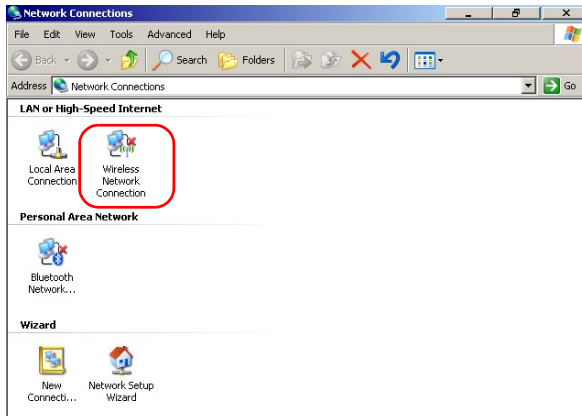 Network Connections
File Edit View Tools Advanced Help
Back Search Folders
Address Network Connections Go
LAN or High-Speed Internet
Local Area Connection
Wireless Network Connection
Personal Area Network
Bluetooth Network...
Wizard
New Connecti...
Network Setup Wizard